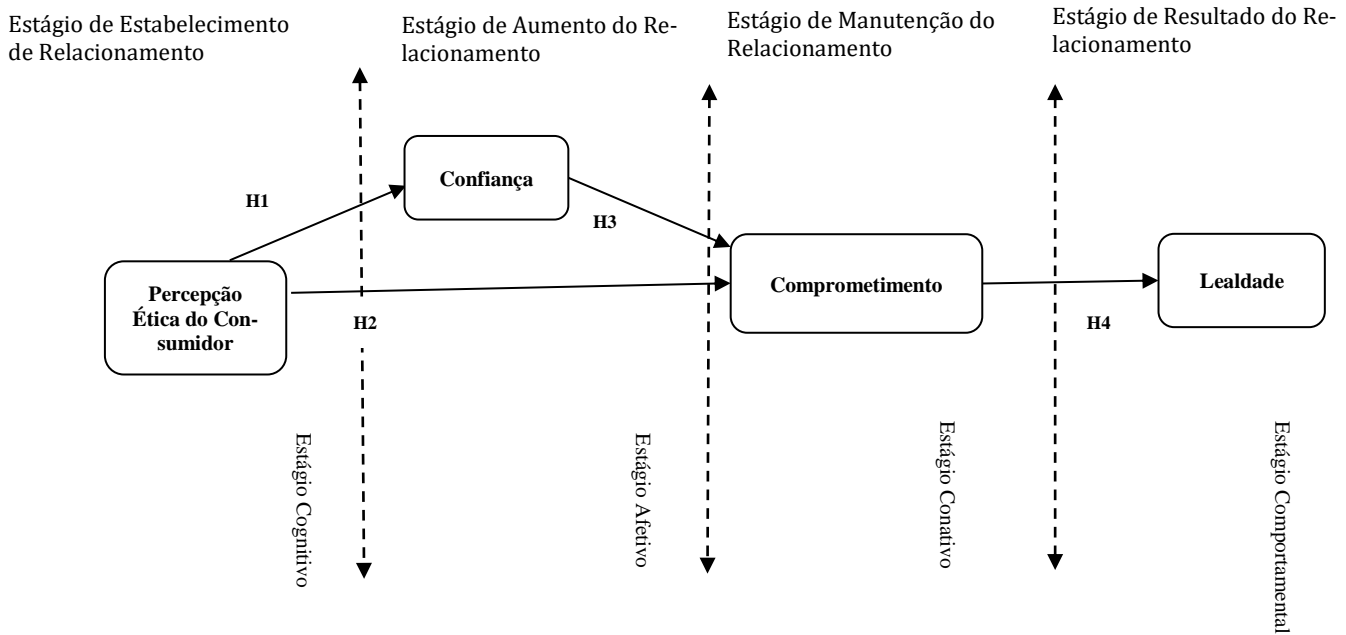 Estágio de Estabelecimento
de Relacionamento
Estágio de Aumento do Re-
lacionamento
Estágio de Manutenção do
Relacionamento
Estágio de Resultado do Re-
lacionamento
Confiança
H1
H3
Percepção
Ética do Con-
sumidor
H2
Comprometimento
H4
Lealdade
Estágio Cognitivo
Estágio Afetivo
Estágio Conativo
Estágio Comportamental